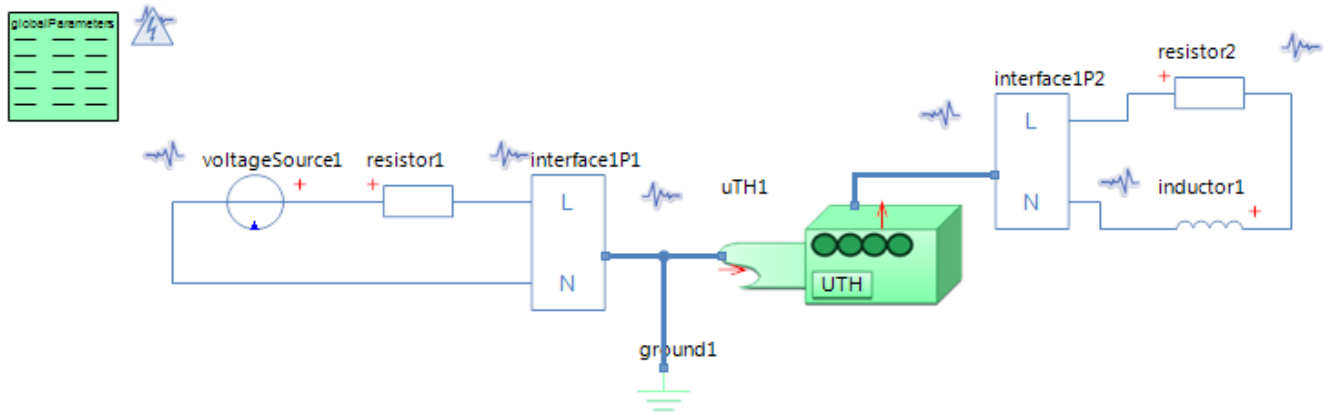 globalParameters
voltageSource1
resistor1
interface1P1
L
N
ground1
uTH1
UTH
interface1P2
L
N
resistor2
inductor1